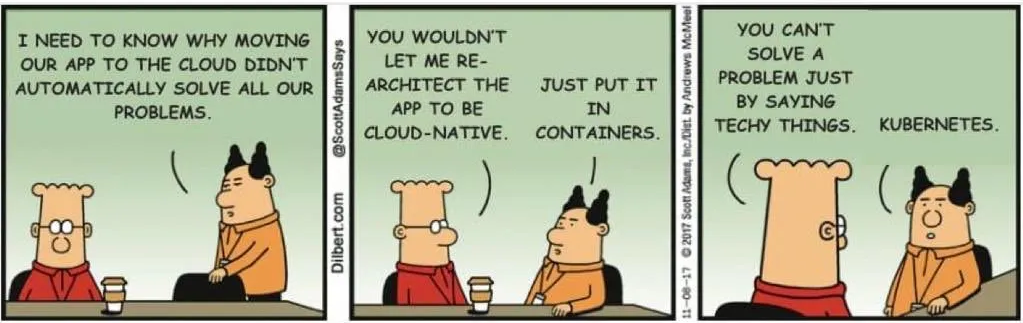 I NEED TO KNOW WHY MOVING
OUR APP TO THE CLOUD DIDN'T
AUTOMATICALLY SOLVE ALL OUR
PROBLEMS.
Dilbert.com @ScottAdamsSays
YOU WOULDN'T
LET ME RE-
ARCHITECT THE
APP TO BE
CLOUD-NATIVE.
JUST PUT IT
IN
CONTAINERS.
11-08-17 © 2017 Scott Adams, Inc./Dist. by Andrews McMeel
YOU CAN'T
SOLVE A
PROBLEM JUST
BY SAYING
TECHY THINGS.
KUBERNETES.